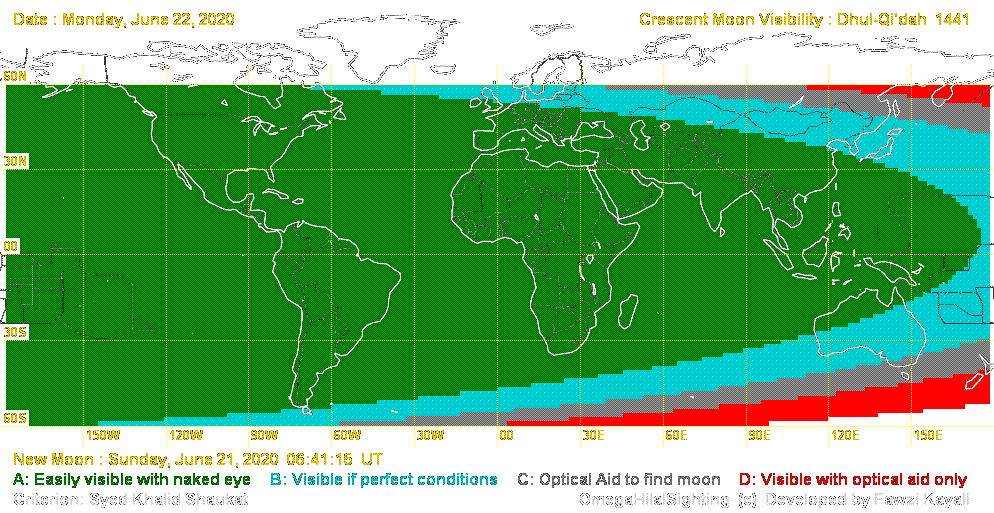 Date : Monday, June 22, 2020 Crescent Moon Visibility : Dhul-Qi'dah 1441
60N
30N
00
30S
60S
150W 120W 90W 60W 30W 00 30E 60E 90E 120E 150E
New Moon : Sunday, June 21, 2020 06:41:15 UT
A: Easily visible with naked eye B: Visible if perfect conditions C: Optical Aid to find moon D: Visible with optical aid only
Criterion: Syed Khalid Shaukat OmegaHilalSighting (c) Developed by Fawzi Kayali